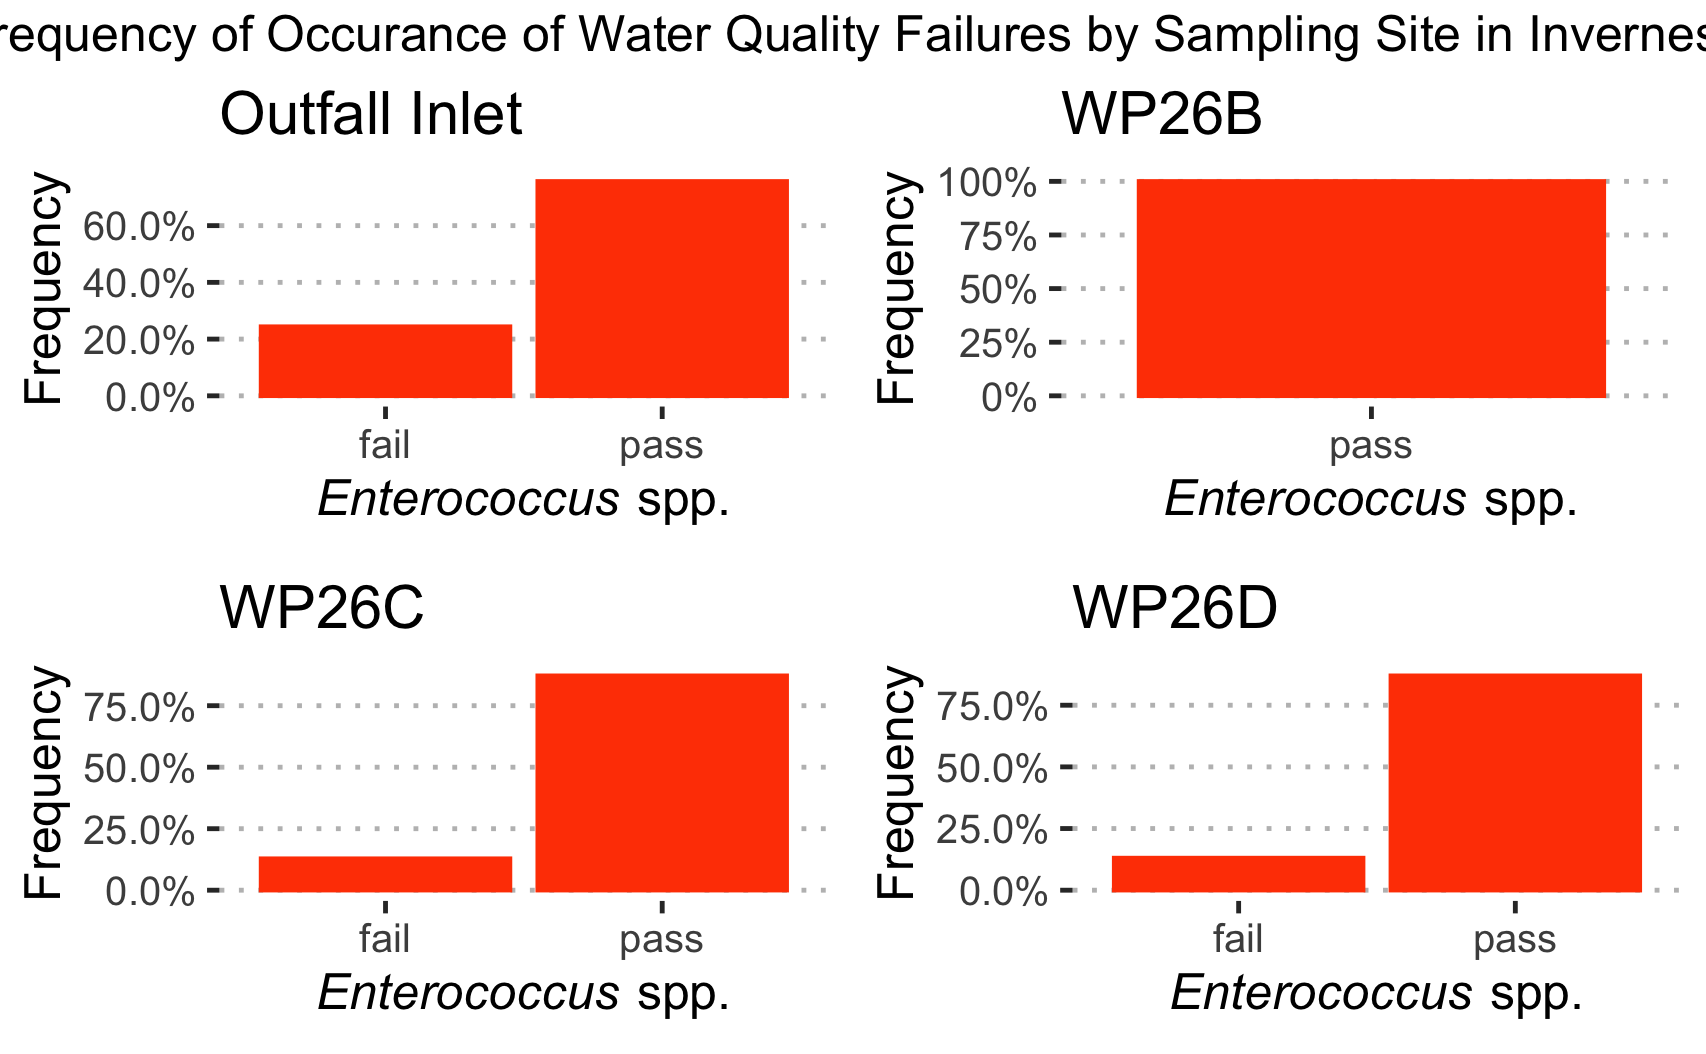 requency of Occurance of Water Quality Failures by Sampling Site in Invernes
Outfall Inlet
Frequency
60.0%
40.0%
20.0%
0.0%
fail pass
Enterococcus spp.
WP26B
Frequency
100%
75%
50%
25%
0%
pass
Enterococcus spp.
WP26C
Frequency
75.0%
50.0%
25.0%
0.0%
fail pass
Enterococcus spp.
WP26D
Frequency
75.0%
50.0%
25.0%
0.0%
fail pass
Enterococcus spp.